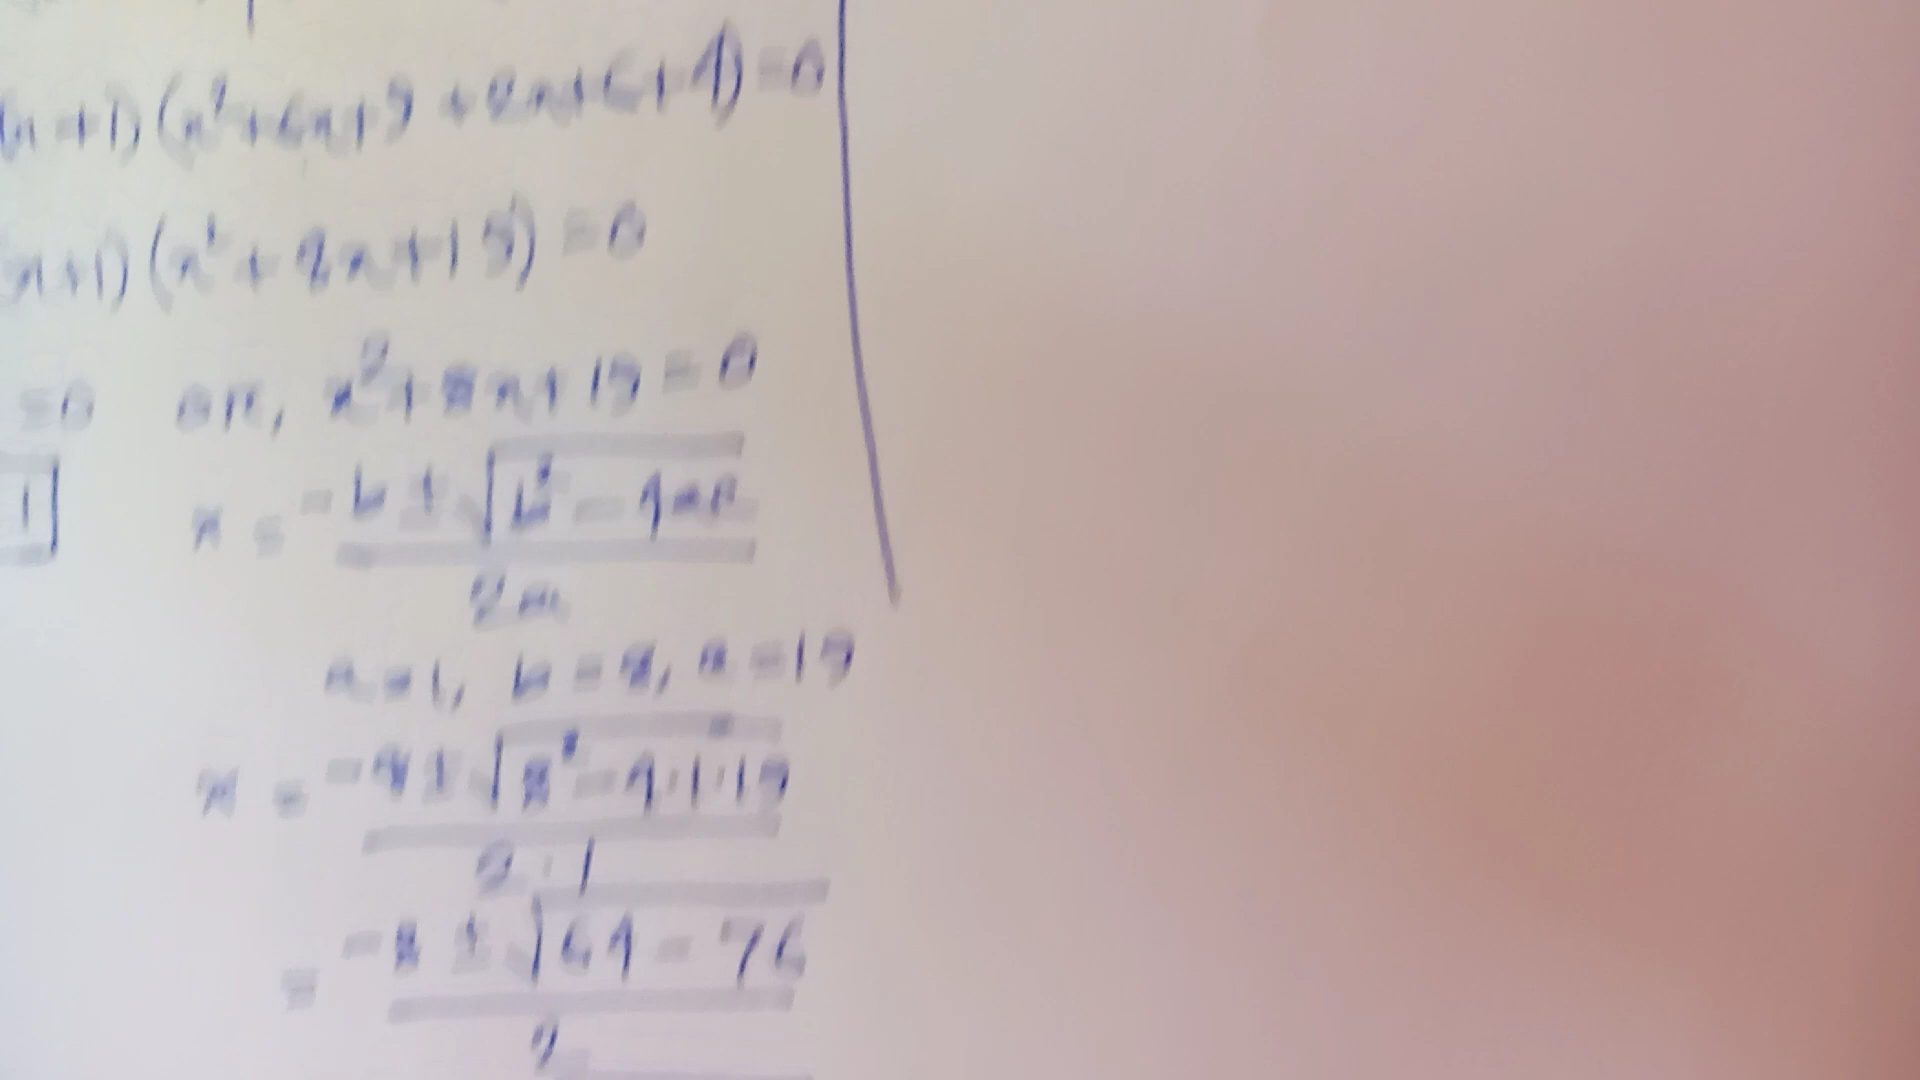 (x+1)(x²+6x+9+2x+6+4)=0
(x+1)(x²+8x+19)=0
=0 or, x²+8x+19=0
1 x = -b ± √b² - 4ac
2a
a=1, b=8, c=19
x = -8 ± √8² - 4·1·19
2·1
= -8 ± √64 - 76
2